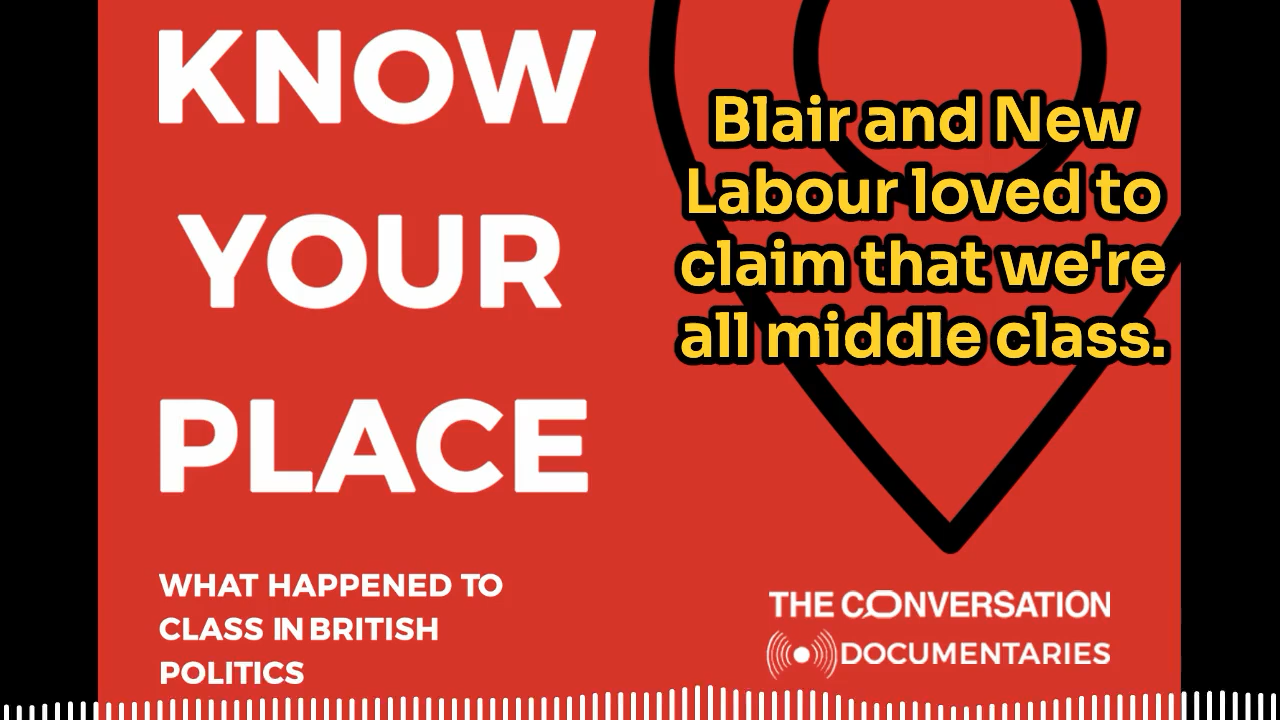 KNOW
YOUR
PLACE
WHAT HAPPENED TO
CLASS IN BRITISH
POLITICS
Blair and New
Labour loved to
claim that we're
all middle class.
THE CONVERSATION
DOCUMENTARIES